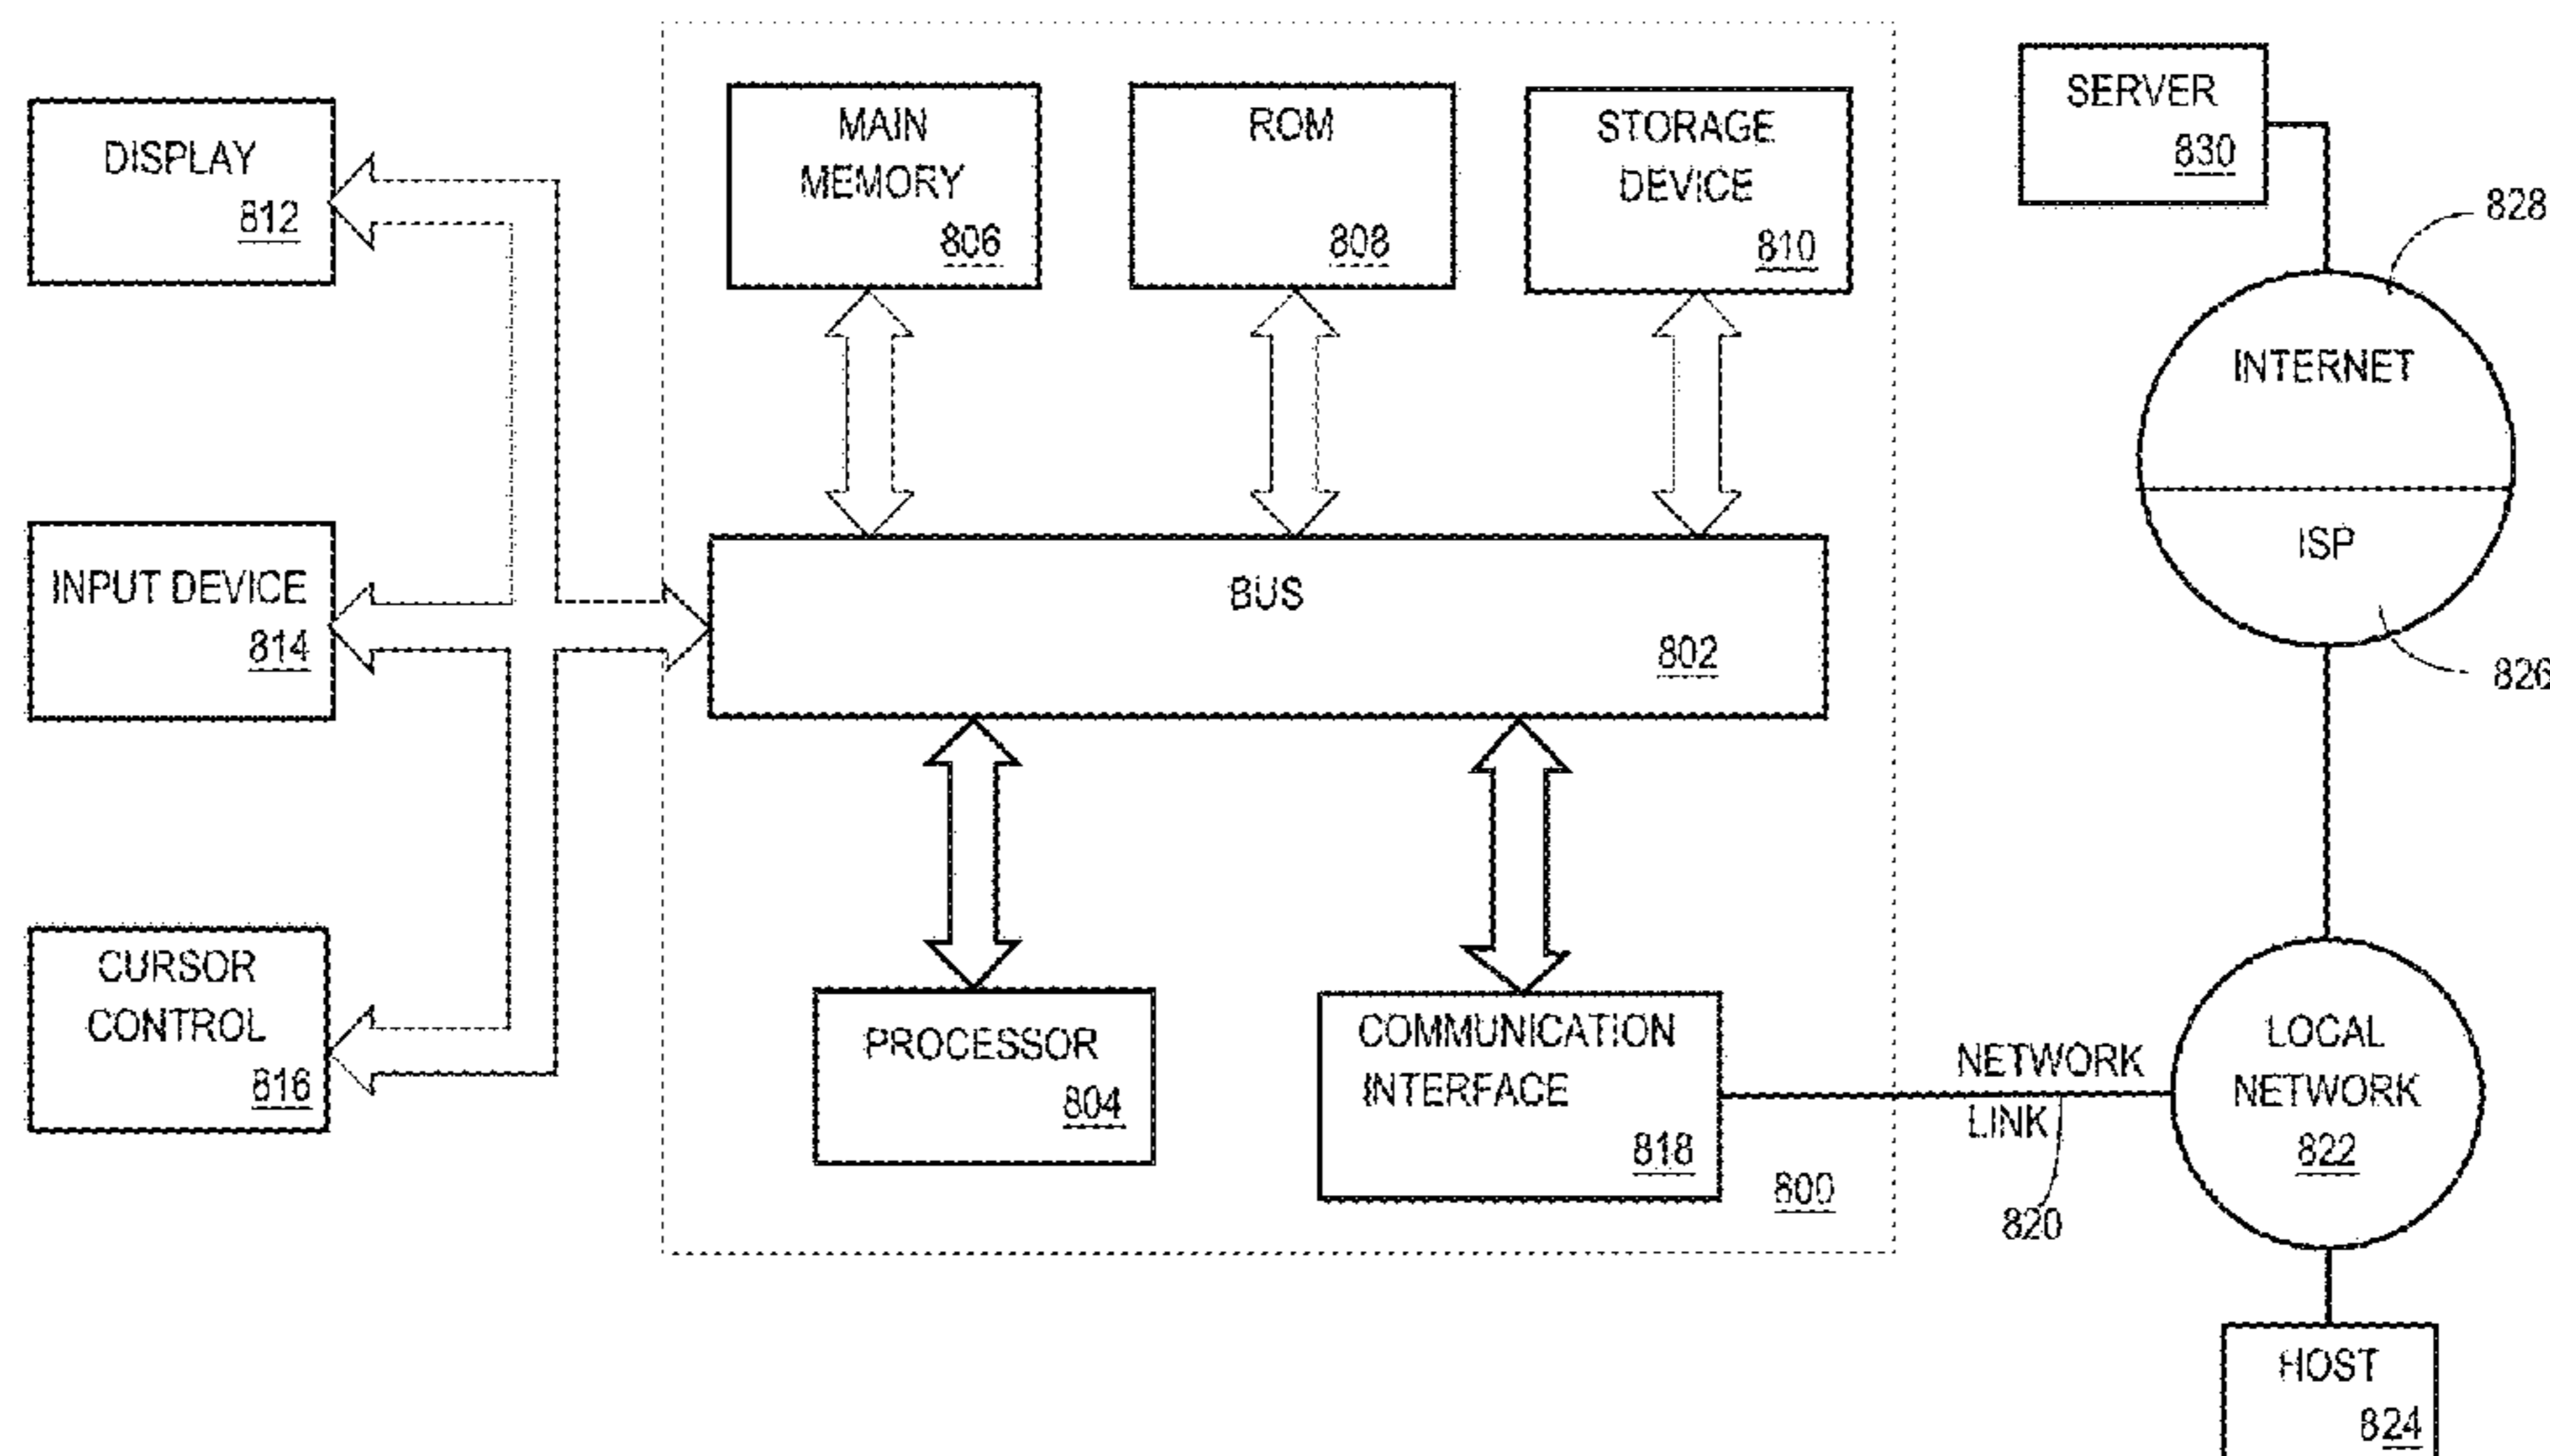 DISPLAY
812
INPUT DEVICE
814
CURSOR
CONTROL
816
MAIN
MEMORY
806
ROM
808
STORAGE
DEVICE
810
BUS
802
PROCESSOR
804
COMMUNICATION
INTERFACE
818
800
SERVER
830
828
INTERNET
ISP
826
NETWORK
LINK
820
LOCAL
NETWORK
822
HOST
824